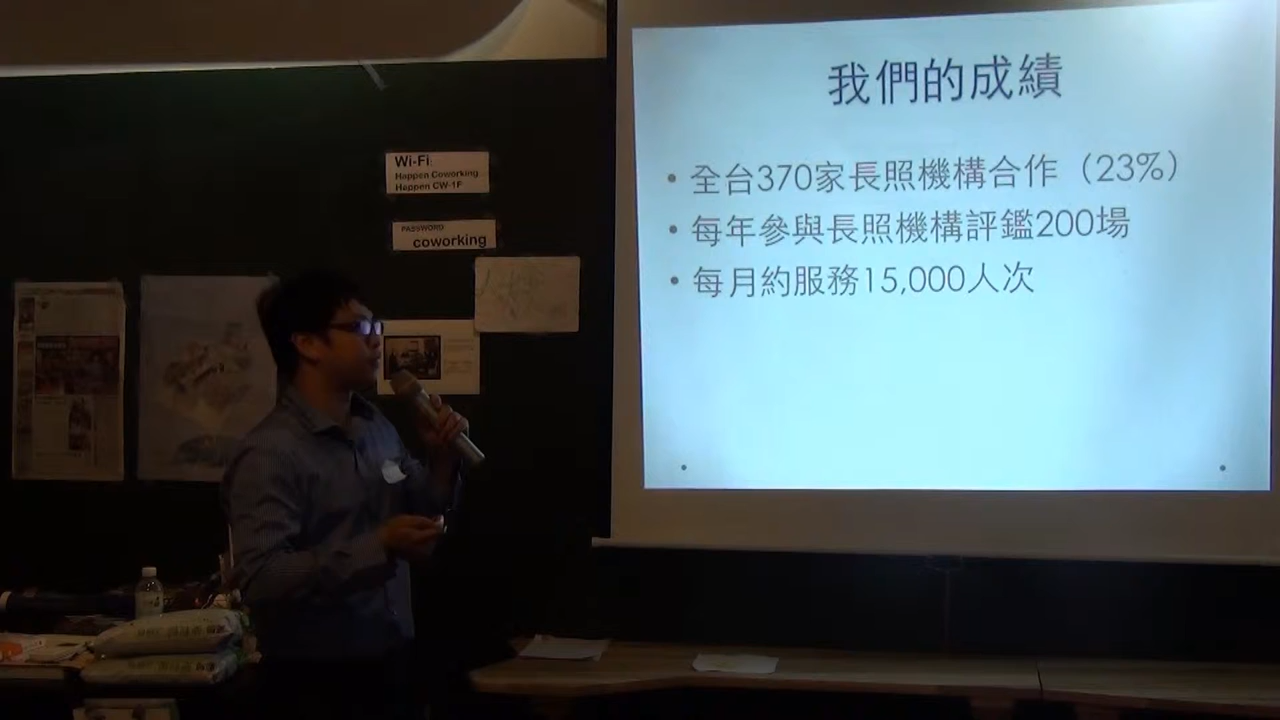 我們的成績
• 全台370家長照機構合作（23%）
• 每年參與長照機構評鑑200場
• 每月約服務15,000人次
Wi-Fi:
Happen Coworking
Happen CW-1F
PASSWORD
coworking